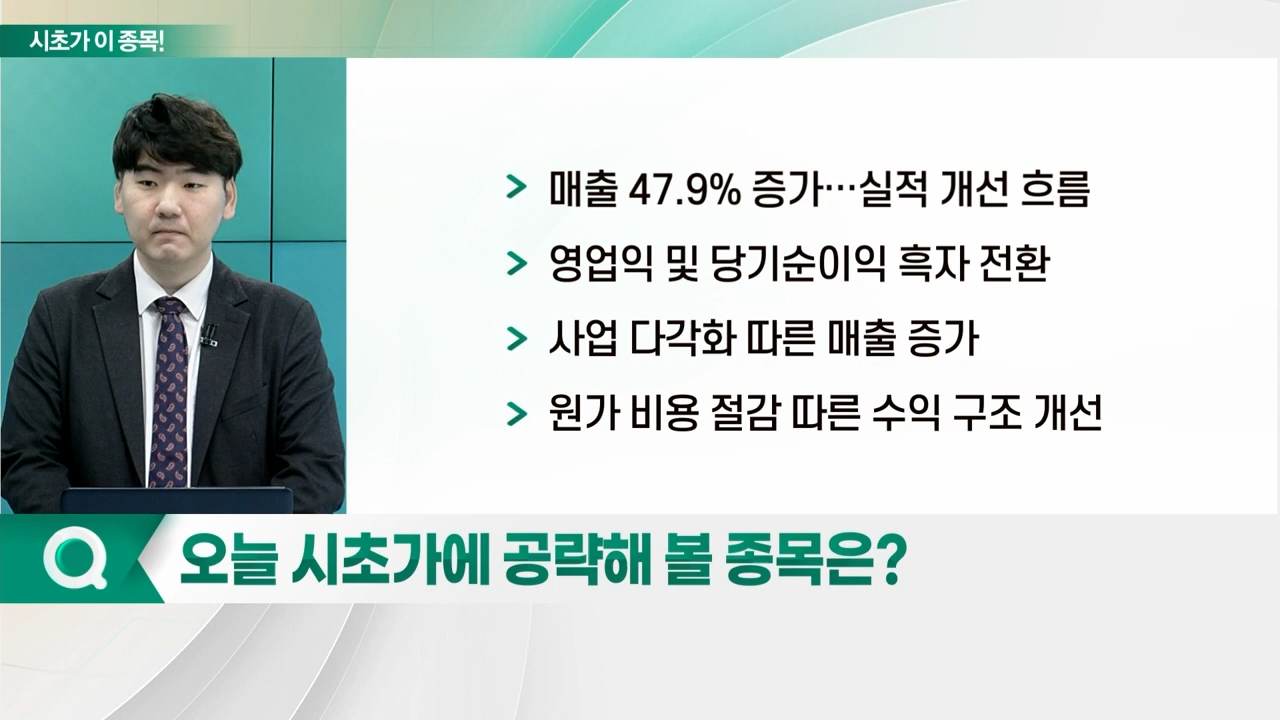 시초가 이 종목!
> 매출 47.9% 증가…실적 개선 흐름
> 영업익 및 당기순이익 흑자 전환
> 사업 다각화 따른 매출 증가
> 원가 비용 절감 따른 수익 구조 개선
Q 오늘 시초가에 공략해 볼 종목은?